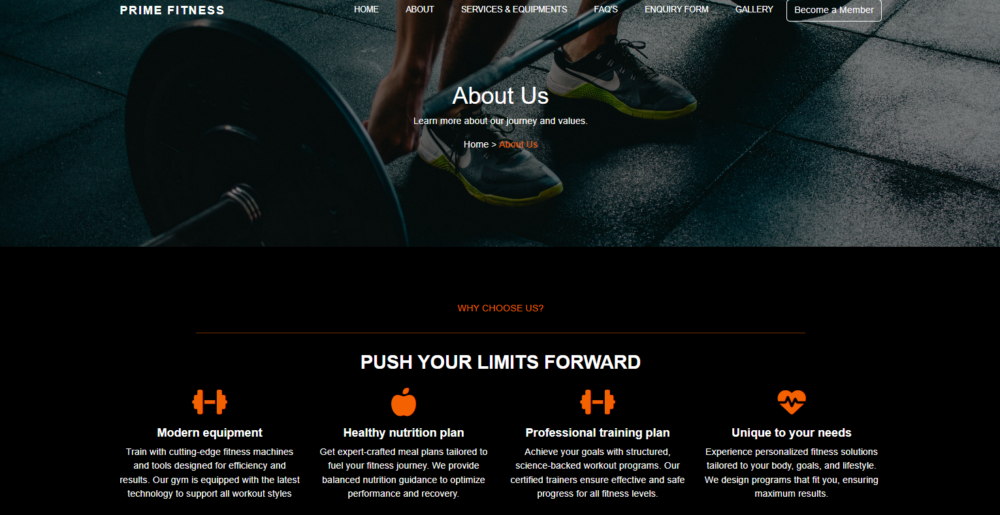 PRIME FITNESS
HOME
ABOUT
SERVICES & EQUIPMENTS
FAQ'S
ENQUIRY FORM
GALLERY
Become a Member
About Us
Learn more about our journey and values.
Home > About Us
WHY CHOOSE US?
PUSH YOUR LIMITS FORWARD
Modern equipment
Train with cutting-edge fitness machines
and tools designed for efficiency and
results. Our gym is equipped with the latest
technology to support all workout styles
Healthy nutrition plan
Get expert-crafted meal plans tailored to
fuel your fitness journey. We provide
balanced nutrition guidance to optimize
performance and recovery.
Professional training plan
Achieve your goals with structured,
science-backed workout programs. Our
certified trainers ensure effective and safe
progress for all fitness levels.
Unique to your needs
Experience personalized fitness solutions
tailored to your body, goals, and lifestyle.
We design programs that fit you, ensuring
maximum results.